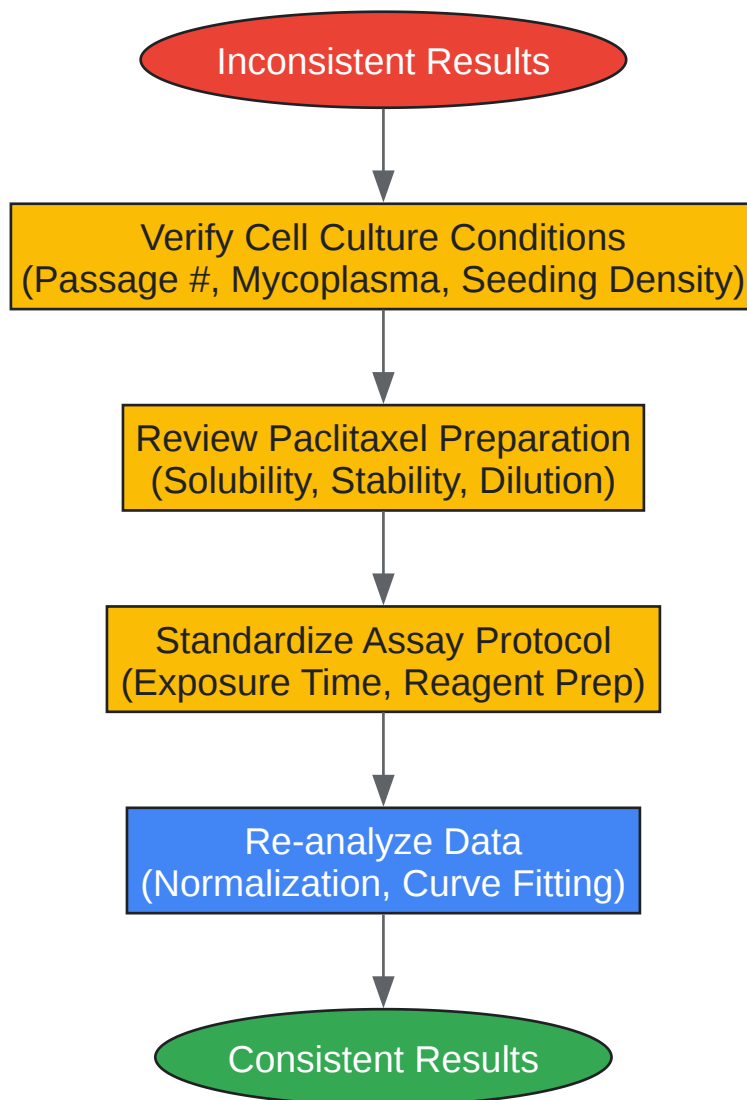 Inconsistent Results
Verify Cell Culture Conditions
(Passage #, Mycoplasma, Seeding Density)
Review Paclitaxel Preparation
(Solubility, Stability, Dilution)
Standardize Assay Protocol
(Exposure Time, Reagent Prep)
Re-analyze Data
(Normalization, Curve Fitting)
Consistent Results